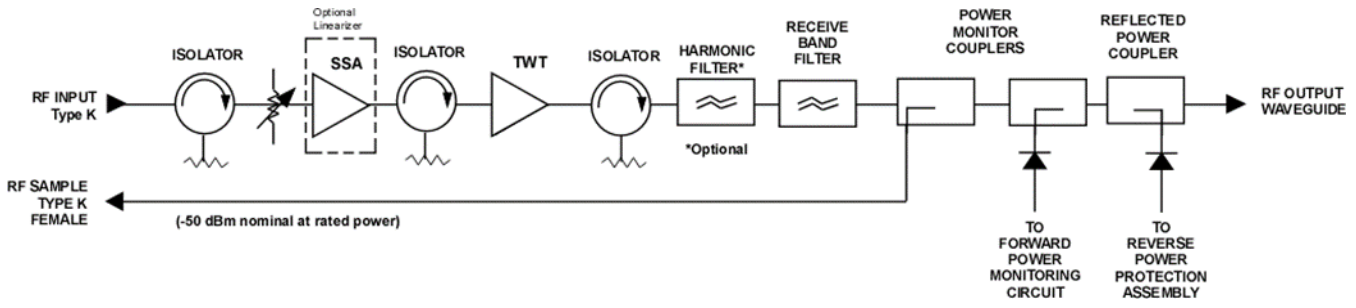 Optional
Linearizer
ISOLATOR
SSA
ISOLATOR
TWT
ISOLATOR
HARMONIC
FILTER*
RECEIVE
BAND
FILTER
POWER
MONITOR
COUPLERS
REFLECTED
POWER
COUPLER
RF INPUT
Type K
*Optional
RF OUTPUT
WAVEGUIDE
RF SAMPLE
TYPE K
FEMALE
(-50 dBm nominal at rated power)
TO
FORWARD
POWER
MONITORING
CIRCUIT
TO
REVERSE
POWER
PROTECTION
ASSEMBLY